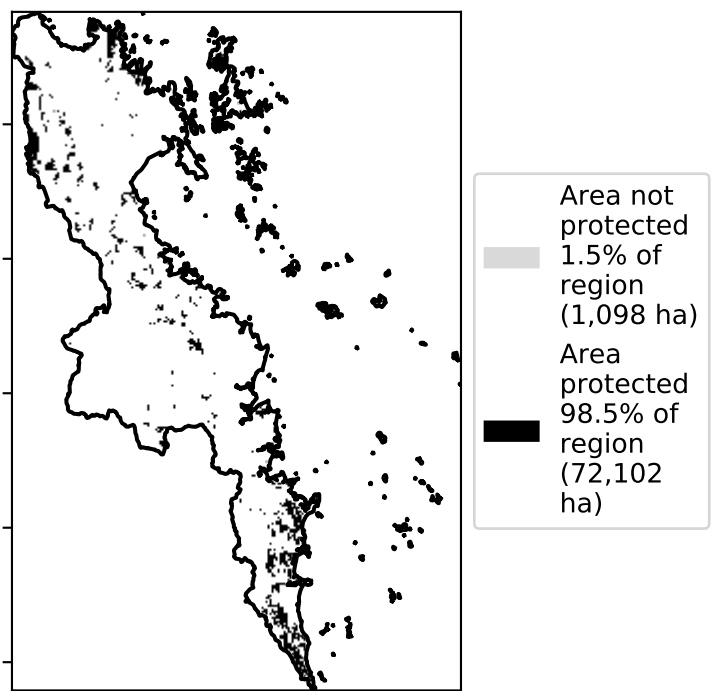 Area not
protected
1.5% of
region
(1,098 ha)
Area
protected
98.5% of
region
(72,102
ha)